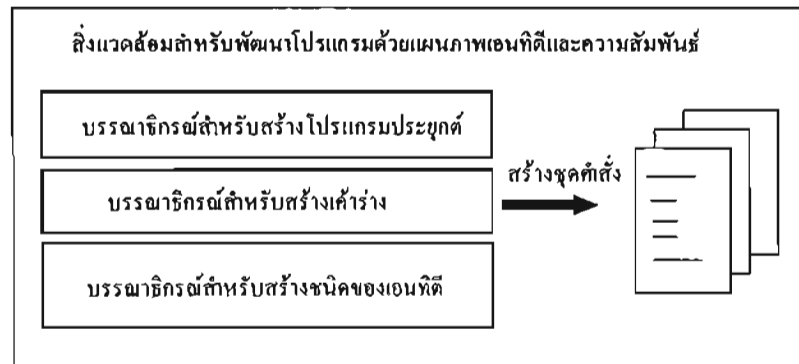 สิ่งแวดล้อมสำหรับพัฒนาโปรแกรมด้วยแผนภาพเอนทิตีและความสัมพันธ์
บรรณาธิกรณ์สำหรับสร้างโปรแกรมประยุกต์
สร้างชุดคำสั่ง
บรรณาธิกรณ์สำหรับสร้างเค้าร่าง
บรรณาธิกรณ์สำหรับสร้างชนิดของเอนทิตี